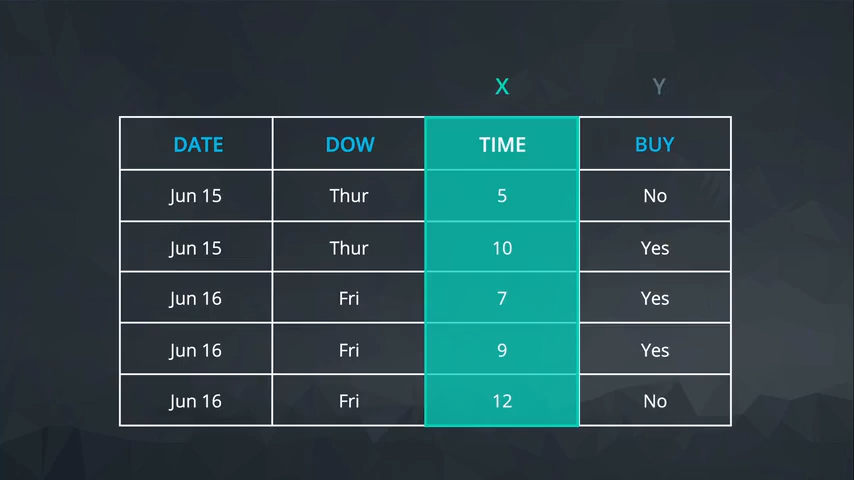 X Y
DATE DOW TIME BUY
Jun 15 Thur 5 No
Jun 15 Thur 10 Yes
Jun 16 Fri 7 Yes
Jun 16 Fri 9 Yes
Jun 16 Fri 12 No